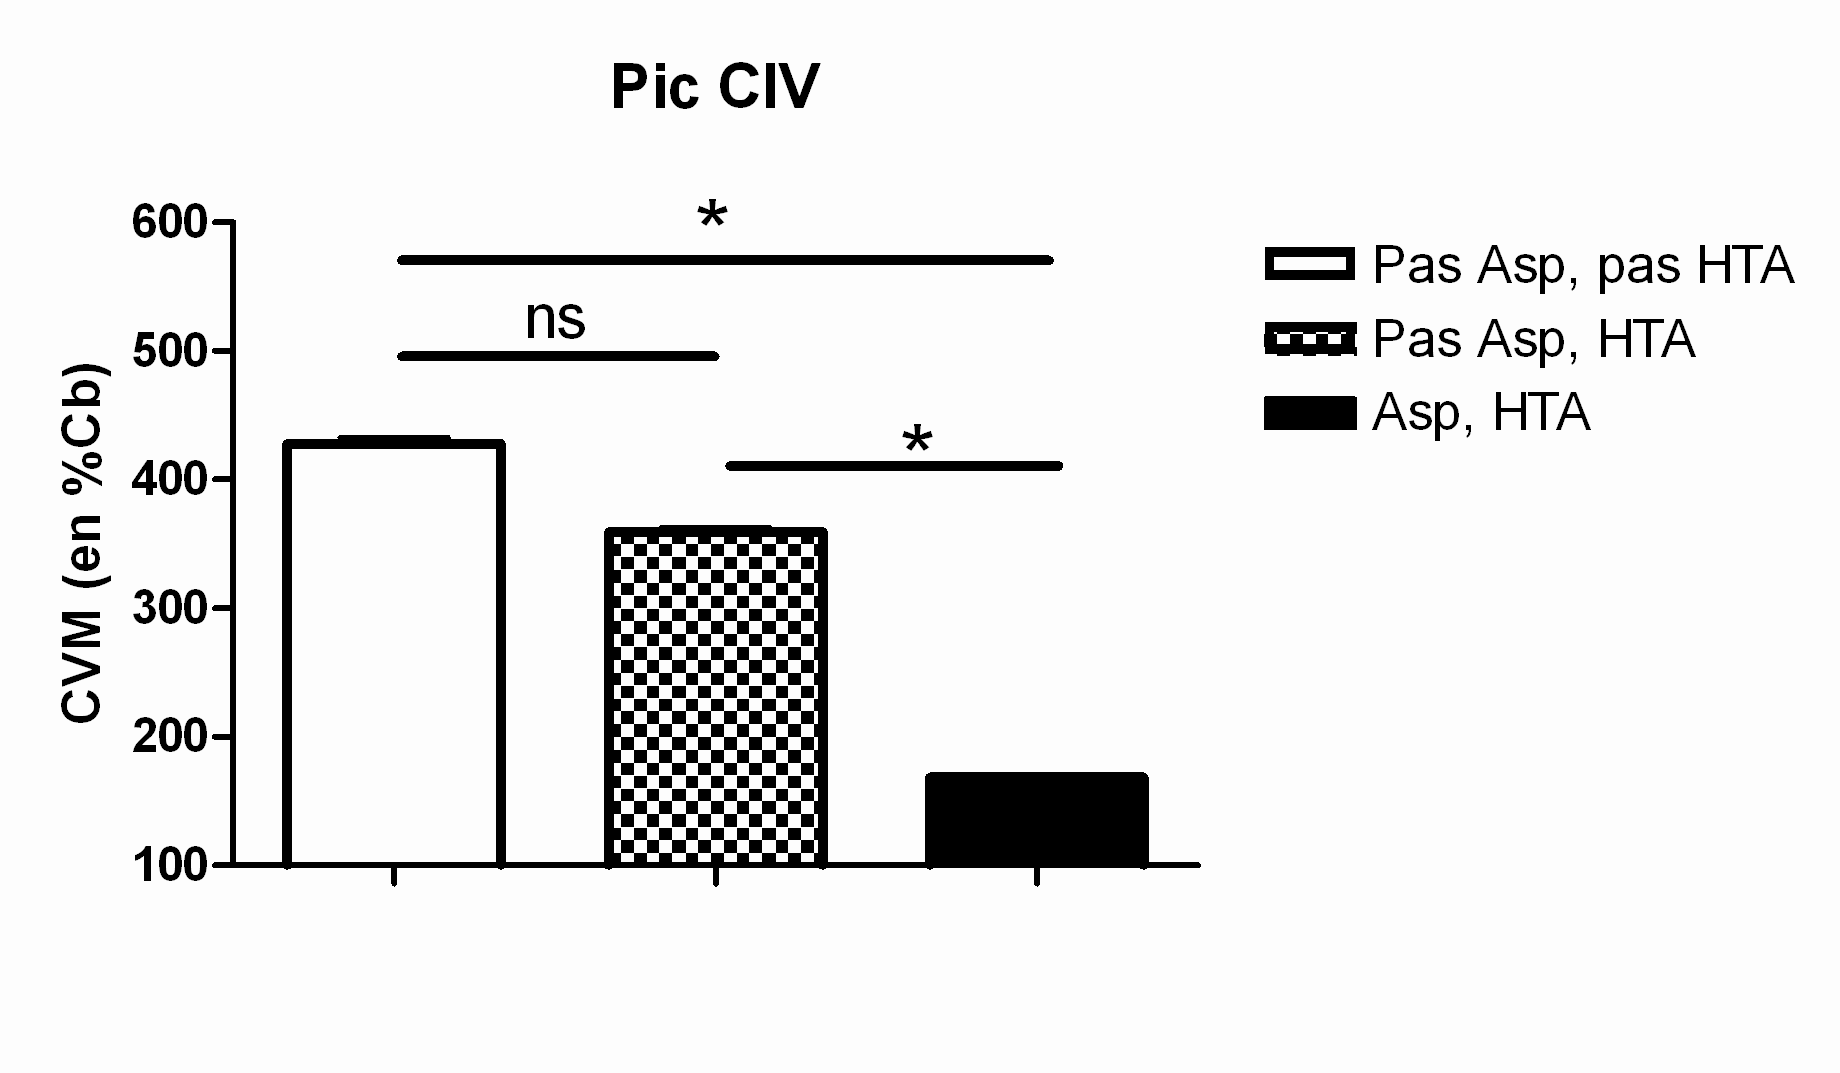 Pic CIV
*
ns
*
600
500
400
300
200
100
CVM (en %Cb)
Pas Asp, pas HTA
Pas Asp, HTA
Asp, HTA